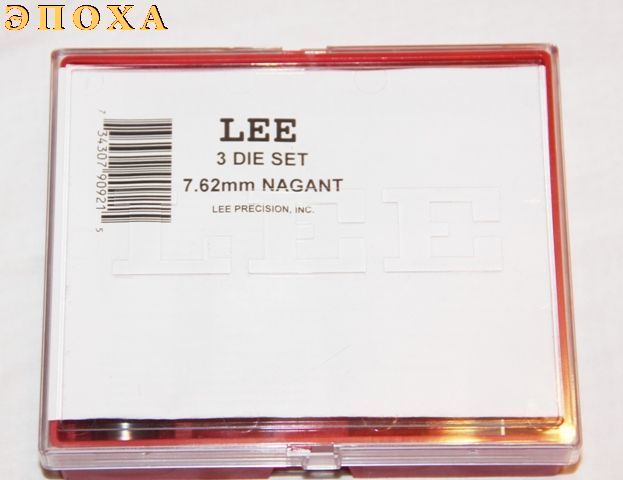 ЭПОХА
LEE
3 DIE SET
7.62mm NAGANT
LEE PRECISION, INC.
7 34307 90921 5
LEE